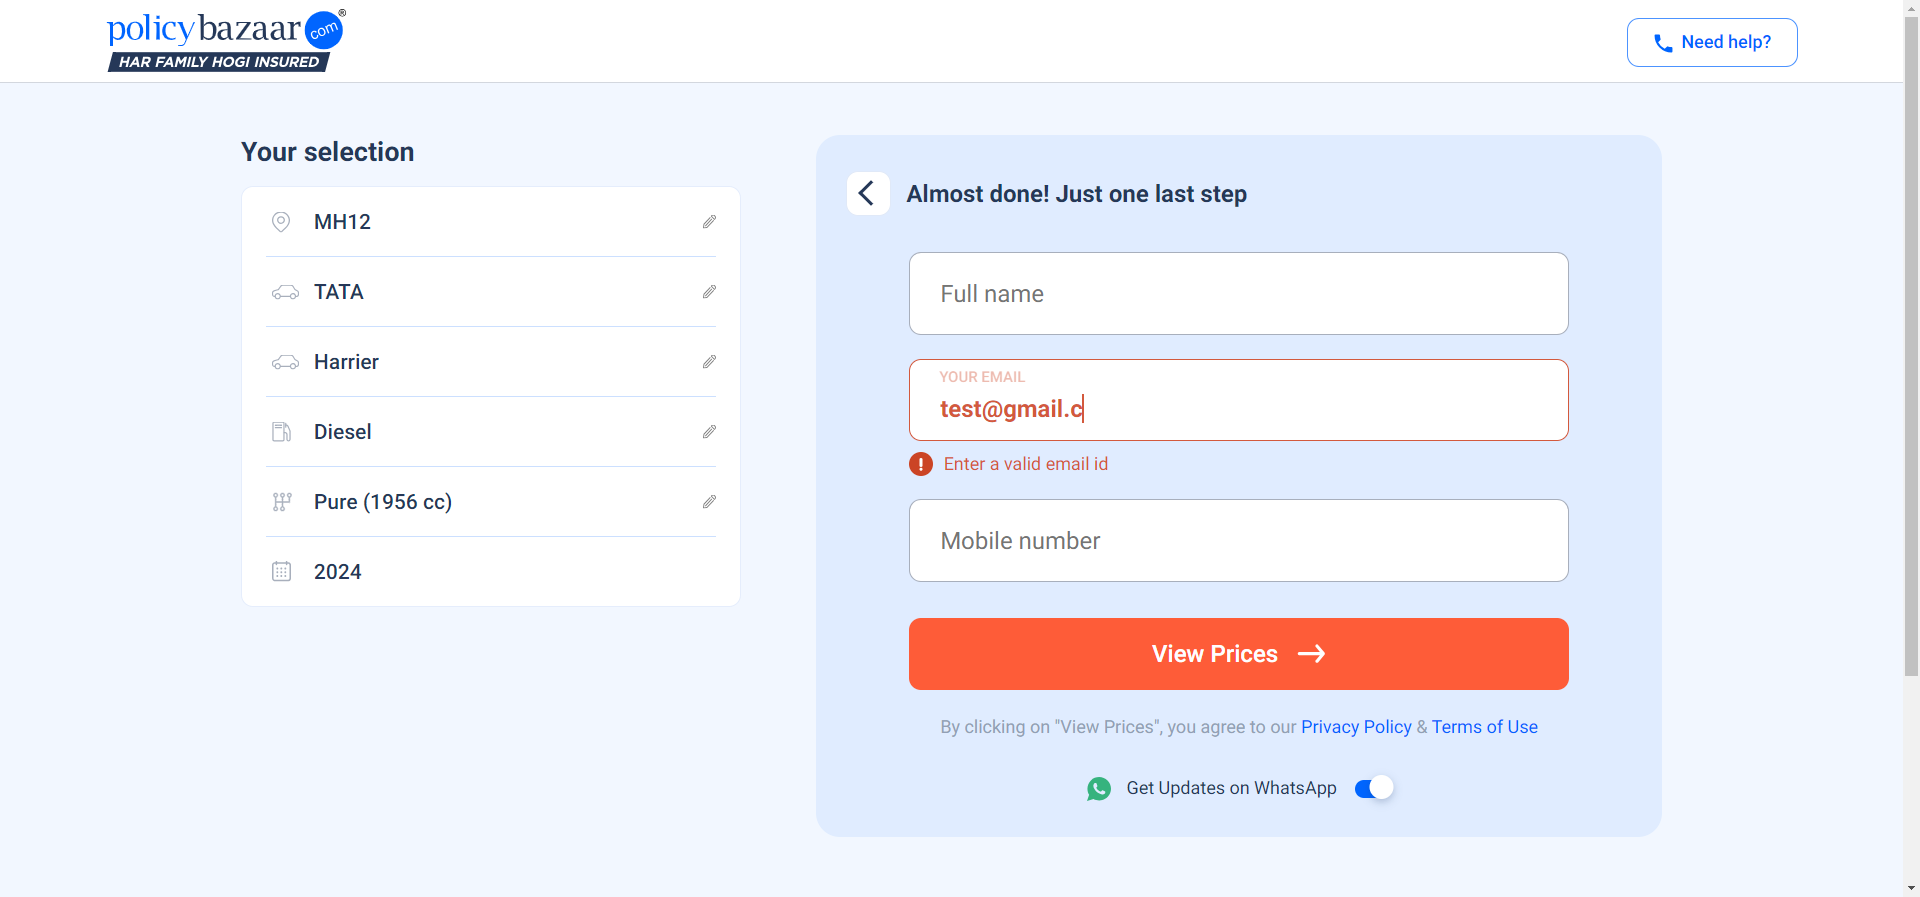 policybazaar.com®
HAR FAMILY HOGI INSURED
Need help?
Your selection
MH12
TATA
Harrier
Diesel
Pure (1956 cc)
2024
Almost done! Just one last step
Full name
YOUR EMAIL
test@gmail.c
Enter a valid email id
Mobile number
View Prices
By clicking on "View Prices", you agree to our Privacy Policy & Terms of Use
Get Updates on WhatsApp